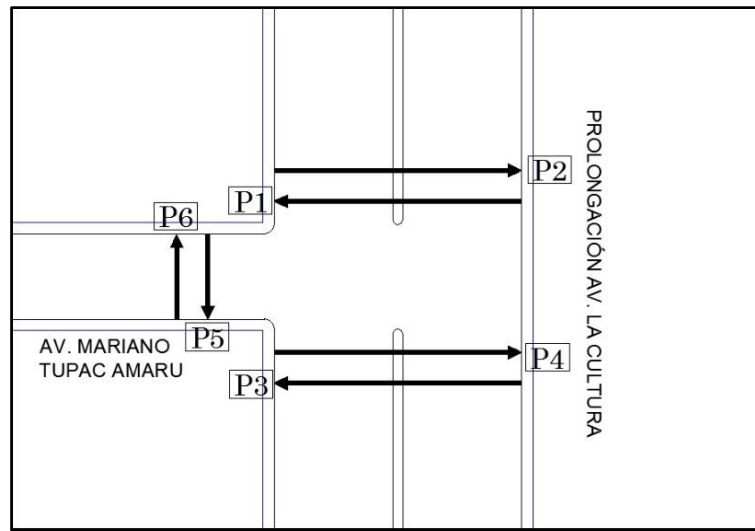 P2
P1
P6
PROLONGACIÓN AV. LA CULTURA
P5
AV. MARIANO
TUPAC AMARU
P4
P3